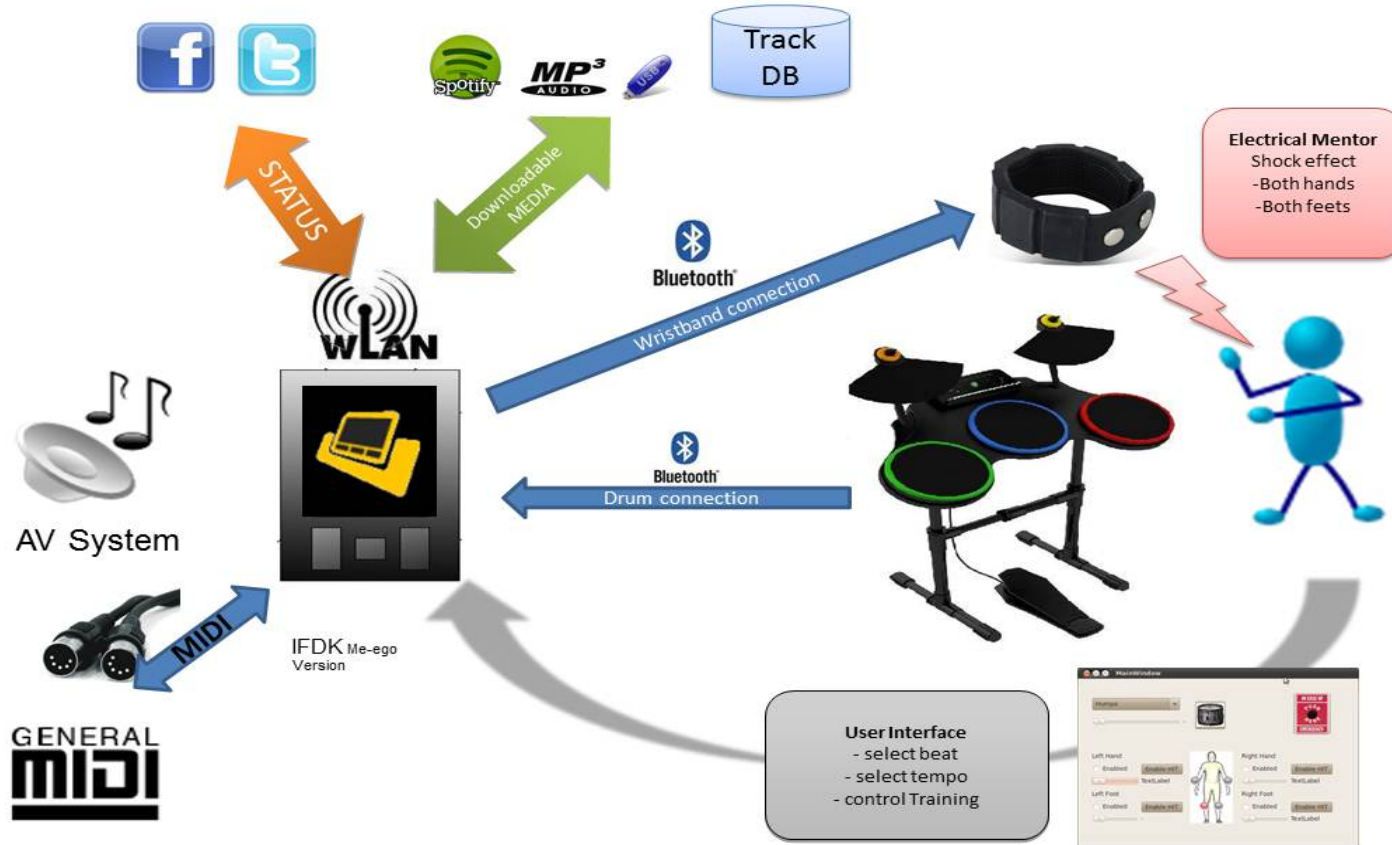 f
t
Spotify
MP³
AUDIO
USB
Track
DB
STATUS
Downloadable
MEDIA
Electrical Mentor
Shock effect
-Both hands
-Both feets
Bluetooth
Wristband connection
WLAN
Bluetooth
Drum connection
AV System
MIDI
IFDK Me-ego
Version
GENERAL
MIDI
User Interface
- select beat
- select tempo
- control Training
MainWindow
Humpa
Left Hand
Enabled
Enable HIT
TextLabel
Right Hand
Enabled
Enable HIT
TextLabel
Left Foot
Enabled
Enable HIT
Right Foot
Enabled
Enable HIT
TextLabel